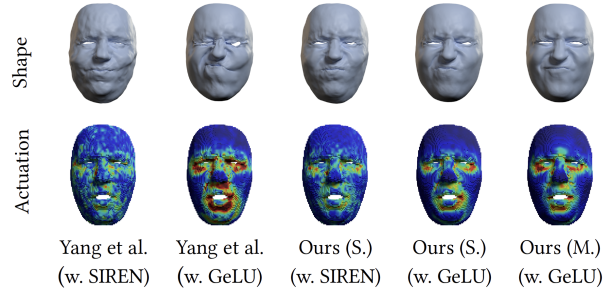 Shape
Actuation
Yang et al. Yang et al. Ours (S.) Ours (S.) Ours (M.)
(w. SIREN) (w. GeLU) (w. SIREN) (w. GeLU) (w. GeLU)